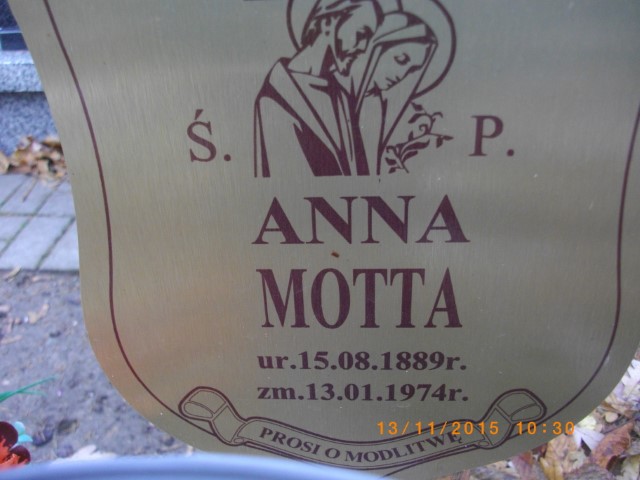 Ś. P.
ANNA
MOTTA
ur.15.08.1889r.
zm.13.01.1974r.
PROSI O MODLITWĘ
13/11/2015 10:30